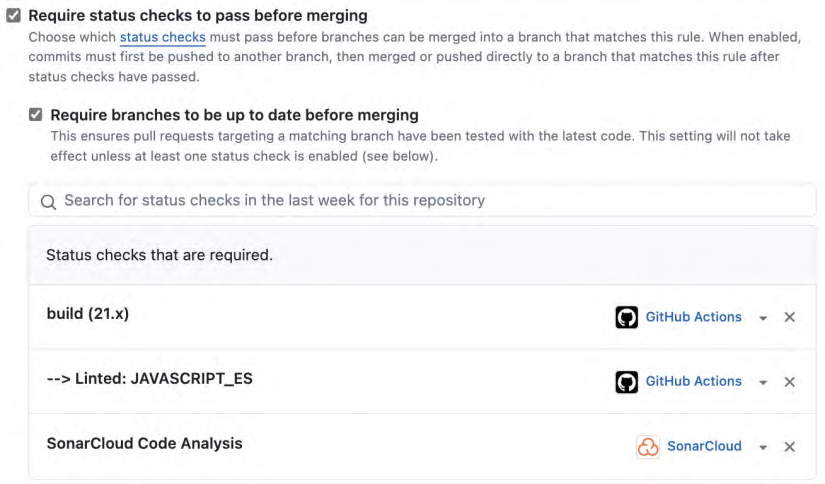 Require status checks to pass before merging
Choose which status checks must pass before branches can be merged into a branch that matches this rule. When enabled,
commits must first be pushed to another branch, then merged or pushed directly to a branch that matches this rule after
status checks have passed.
Require branches to be up to date before merging
This ensures pull requests targeting a matching branch have been tested with the latest code. This setting will not take
effect unless at least one status check is enabled (see below).
Search for status checks in the last week for this repository
Status checks that are required.
build (21.x) GitHub Actions
--> Linted: JAVASCRIPT_ES GitHub Actions
SonarCloud Code Analysis SonarCloud